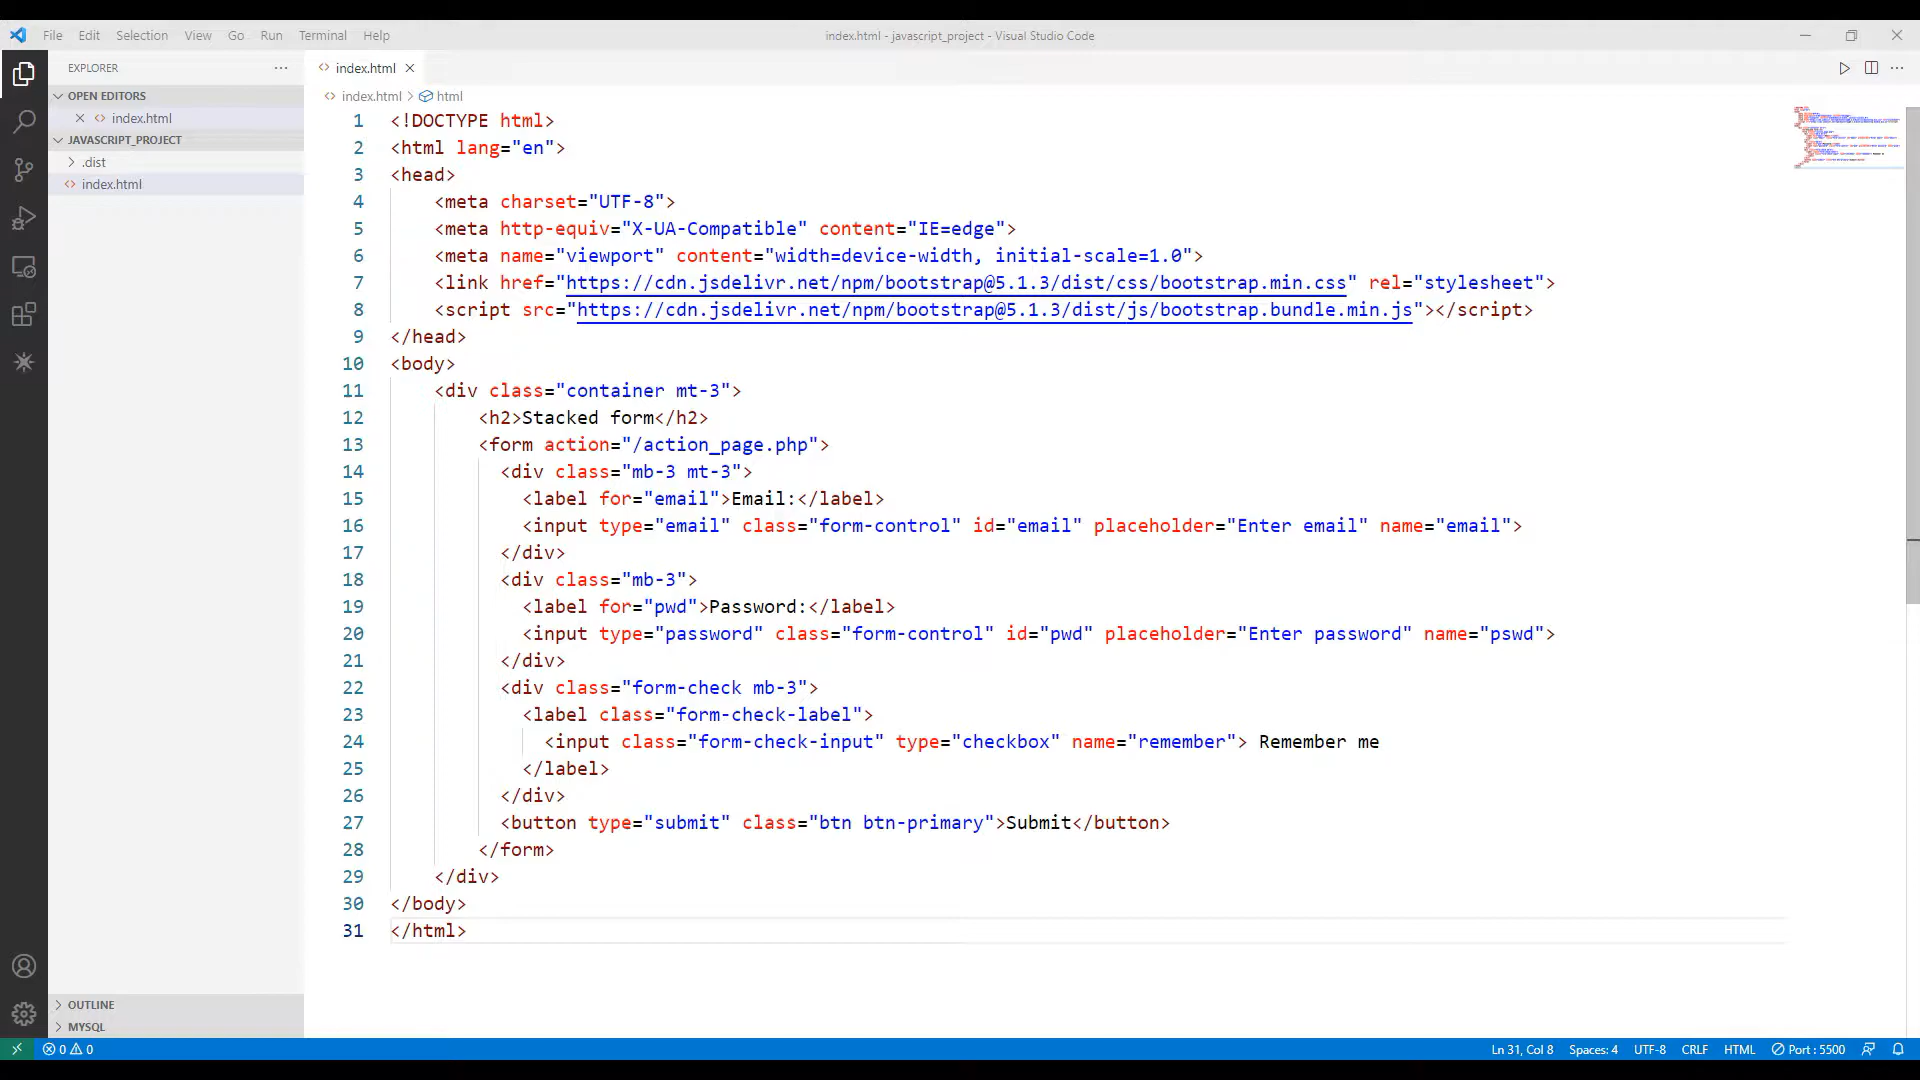 File Edit Selection View Go Run Terminal Help
index.html - javascript_project - Visual Studio Code
EXPLORER
OPEN EDITORS
index.html
JAVASCRIPT_PROJECT
.dist
index.html
OUTLINE
MYSQL
index.html
index.html > html
1 <!DOCTYPE html>
2 <html lang="en">
3 <head>
4     <meta charset="UTF-8">
5     <meta http-equiv="X-UA-Compatible" content="IE=edge">
6     <meta name="viewport" content="width=device-width, initial-scale=1.0">
7     <link href="https://cdn.jsdelivr.net/npm/bootstrap@5.1.3/dist/css/bootstrap.min.css" rel="stylesheet">
8     <script src="https://cdn.jsdelivr.net/npm/bootstrap@5.1.3/dist/js/bootstrap.bundle.min.js"></script>
9 </head>
10 <body>
11     <div class="container mt-3">
12         <h2>Stacked form</h2>
13         <form action="/action_page.php">
14           <div class="mb-3 mt-3">
15             <label for="email">Email:</label>
16             <input type="email" class="form-control" id="email" placeholder="Enter email" name="email">
17           </div>
18           <div class="mb-3">
19             <label for="pwd">Password:</label>
20             <input type="password" class="form-control" id="pwd" placeholder="Enter password" name="pswd">
21           </div>
22           <div class="form-check mb-3">
23             <label class="form-check-label">
24               <input class="form-check-input" type="checkbox" name="remember"> Remember me
25             </label>
26           </div>
27           <button type="submit" class="btn btn-primary">Submit</button>
28         </form>
29     </div>
30 </body>
31 </html>
0 0
Ln 31, Col 8 Spaces: 4 UTF-8 CRLF HTML Port : 5500